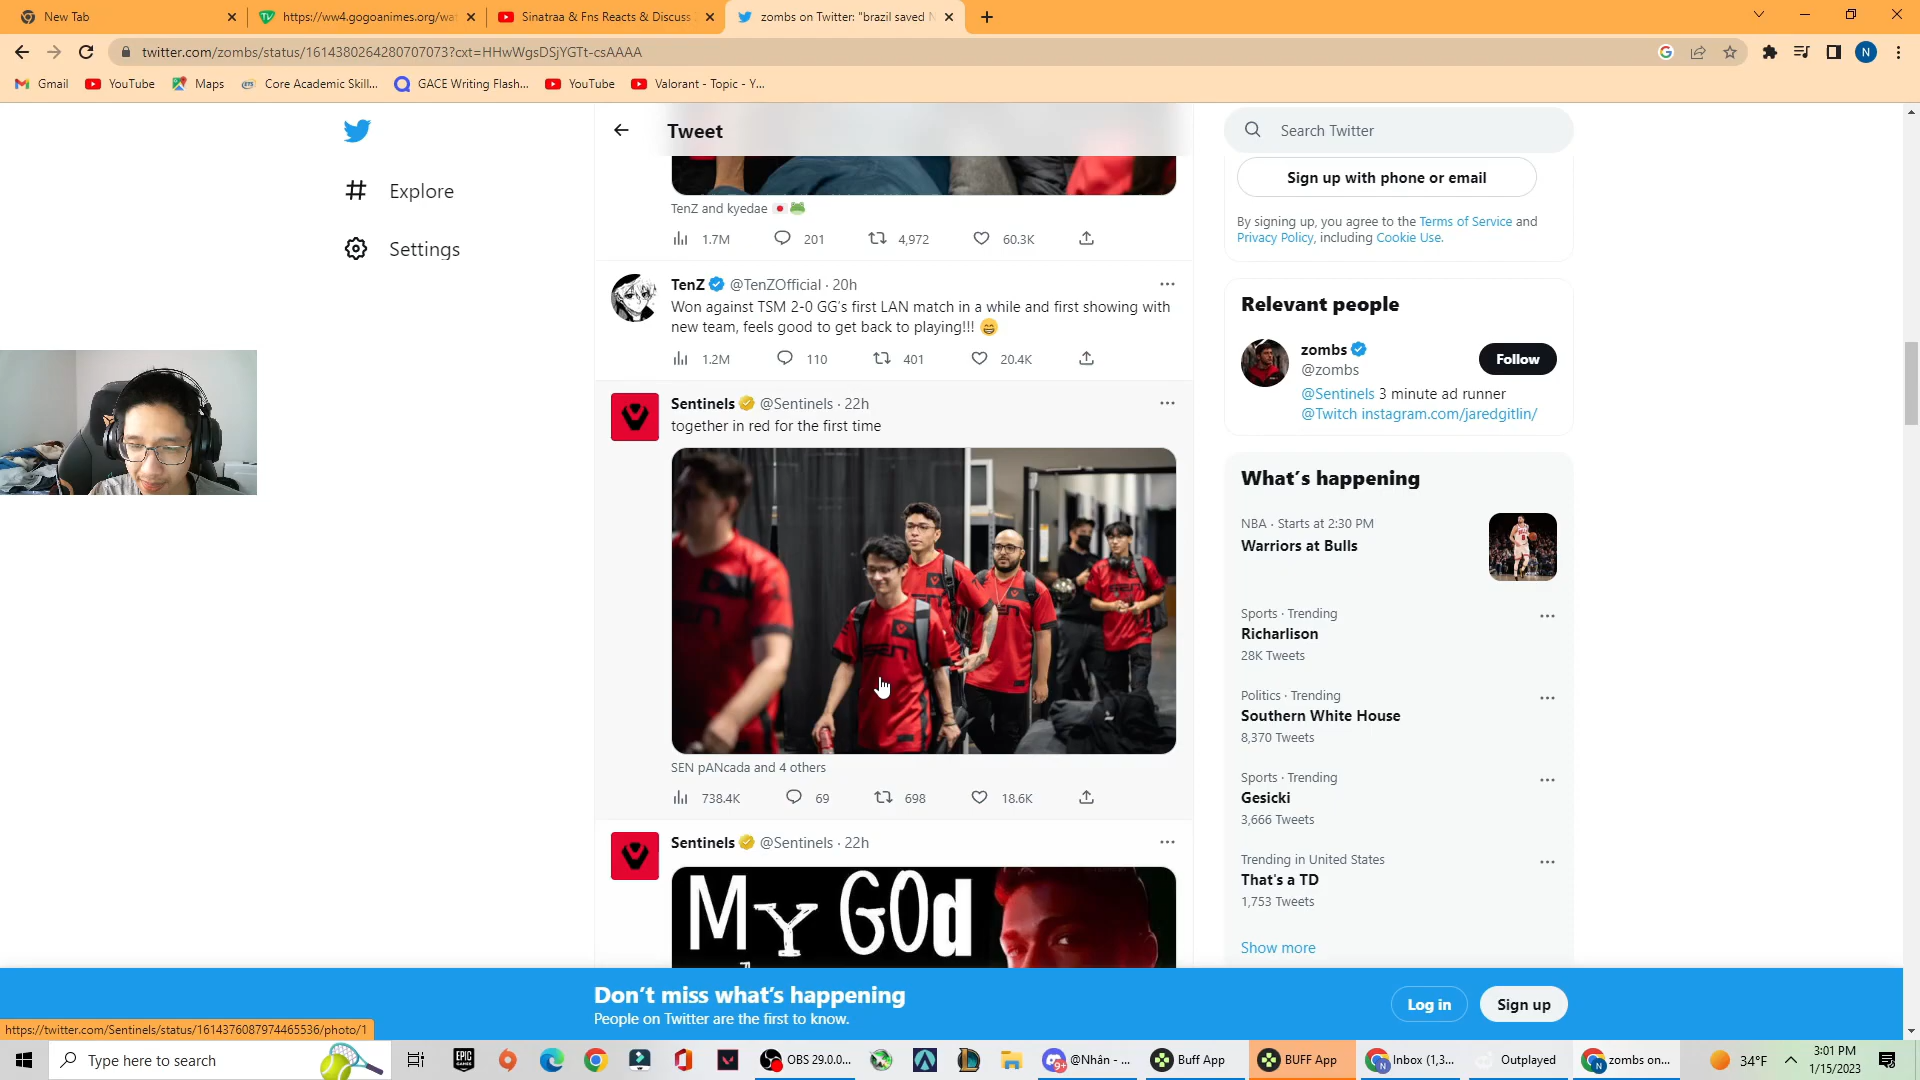 New Tab
https://ww4.gogoanimes.org/wat
Sinatraa & Fns Reacts & Discuss
zombs on Twitter: "brazil saved
twitter.com/zombs/status/1614380264280707073?cxt=HHwWgsDSjYGTt-csAAAA
Gmail
YouTube
Maps
Core Academic Skill...
GACE Writing Flash...
YouTube
Valorant - Topic - Y...
Explore
Settings
Tweet
TenZ and kyedae 🇯🇵🐸
1.7M 201 4,972 60.3K
TenZ @TenZOfficial · 20h
Won against TSM 2-0 GG's first LAN match in a while and first showing with
new team, feels good to get back to playing!!! 😁
1.2M 110 401 20.4K
Sentinels @Sentinels · 22h
together in red for the first time
SEN pANcada and 4 others
738.4K 69 698 18.6K
Sentinels @Sentinels · 22h
My GOd
Search Twitter
Sign up with phone or email
By signing up, you agree to the Terms of Service and
Privacy Policy, including Cookie Use.
Relevant people
zombs
@zombs
Follow
@Sentinels 3 minute ad runner
@Twitch instagram.com/jaredgitlin/
What's happening
NBA · Starts at 2:30 PM
Warriors at Bulls
Sports · Trending
Richarlison
28K Tweets
Politics · Trending
Southern White House
8,370 Tweets
Sports · Trending
Gesicki
3,666 Tweets
Trending in United States
That's a TD
1,753 Tweets
Show more
Don't miss what's happening
People on Twitter are the first to know.
Log in
Sign up
https://twitter.com/Sentinels/status/1614376087974465536/photo/1
Type here to search
EPIC GAMES
OBS 29.0.0...
@Nhân - ...
Buff App
BUFF App
Inbox (1,3...
Outplayed
zombs on...
34°F
3:01 PM
1/15/2023